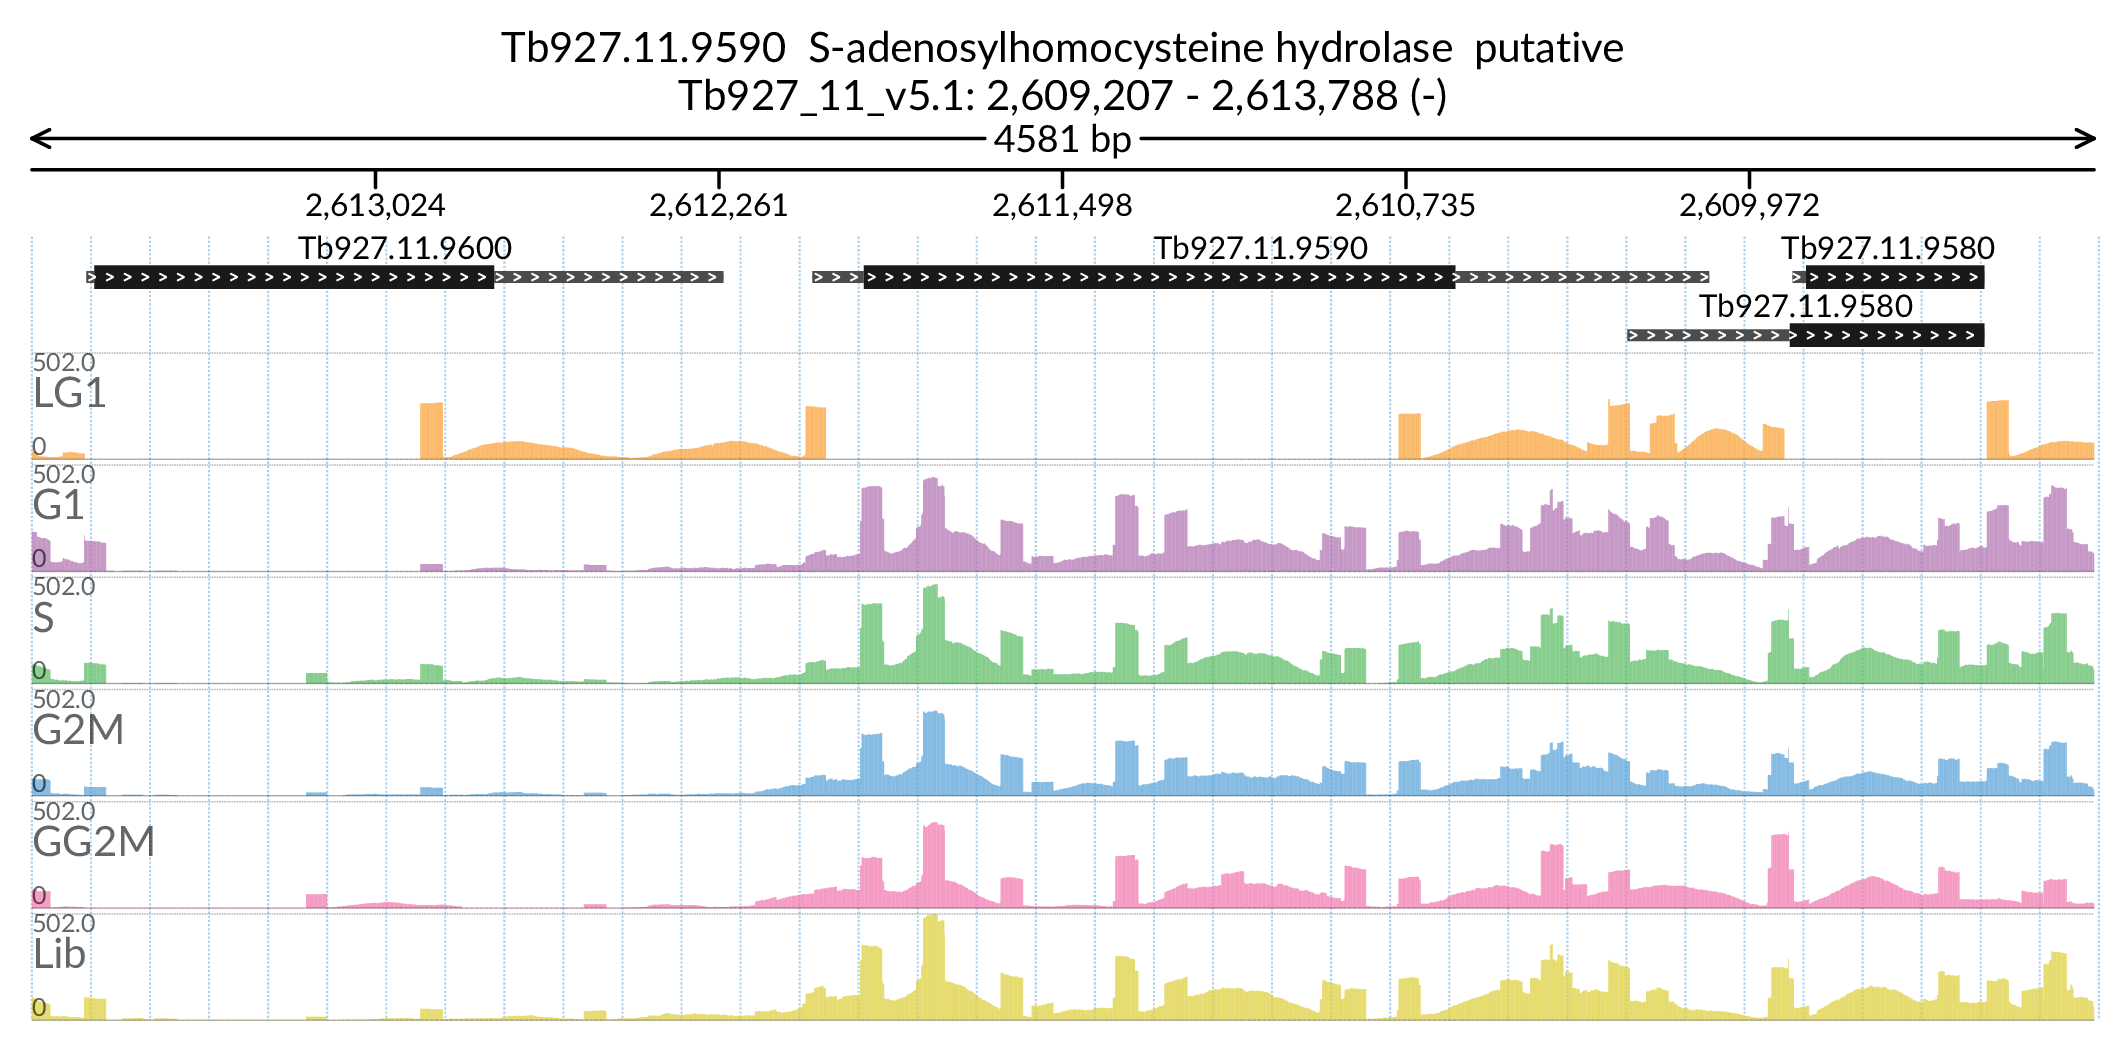 Tb927.11.9590 S-adenosylhomocysteine hydrolase putative
Tb927_11_v5.1: 2,609,207 - 2,613,788 (-)
4581 bp
2,613,024 2,612,261 2,611,498 2,610,735 2,609,972
Tb927.11.9600 Tb927.11.9590 Tb927.11.9580
Tb927.11.9580
502.0
LG1
0
502.0
G1
0
502.0
S
0
502.0
G2M
0
502.0
GG2M
0
502.0
Lib
0